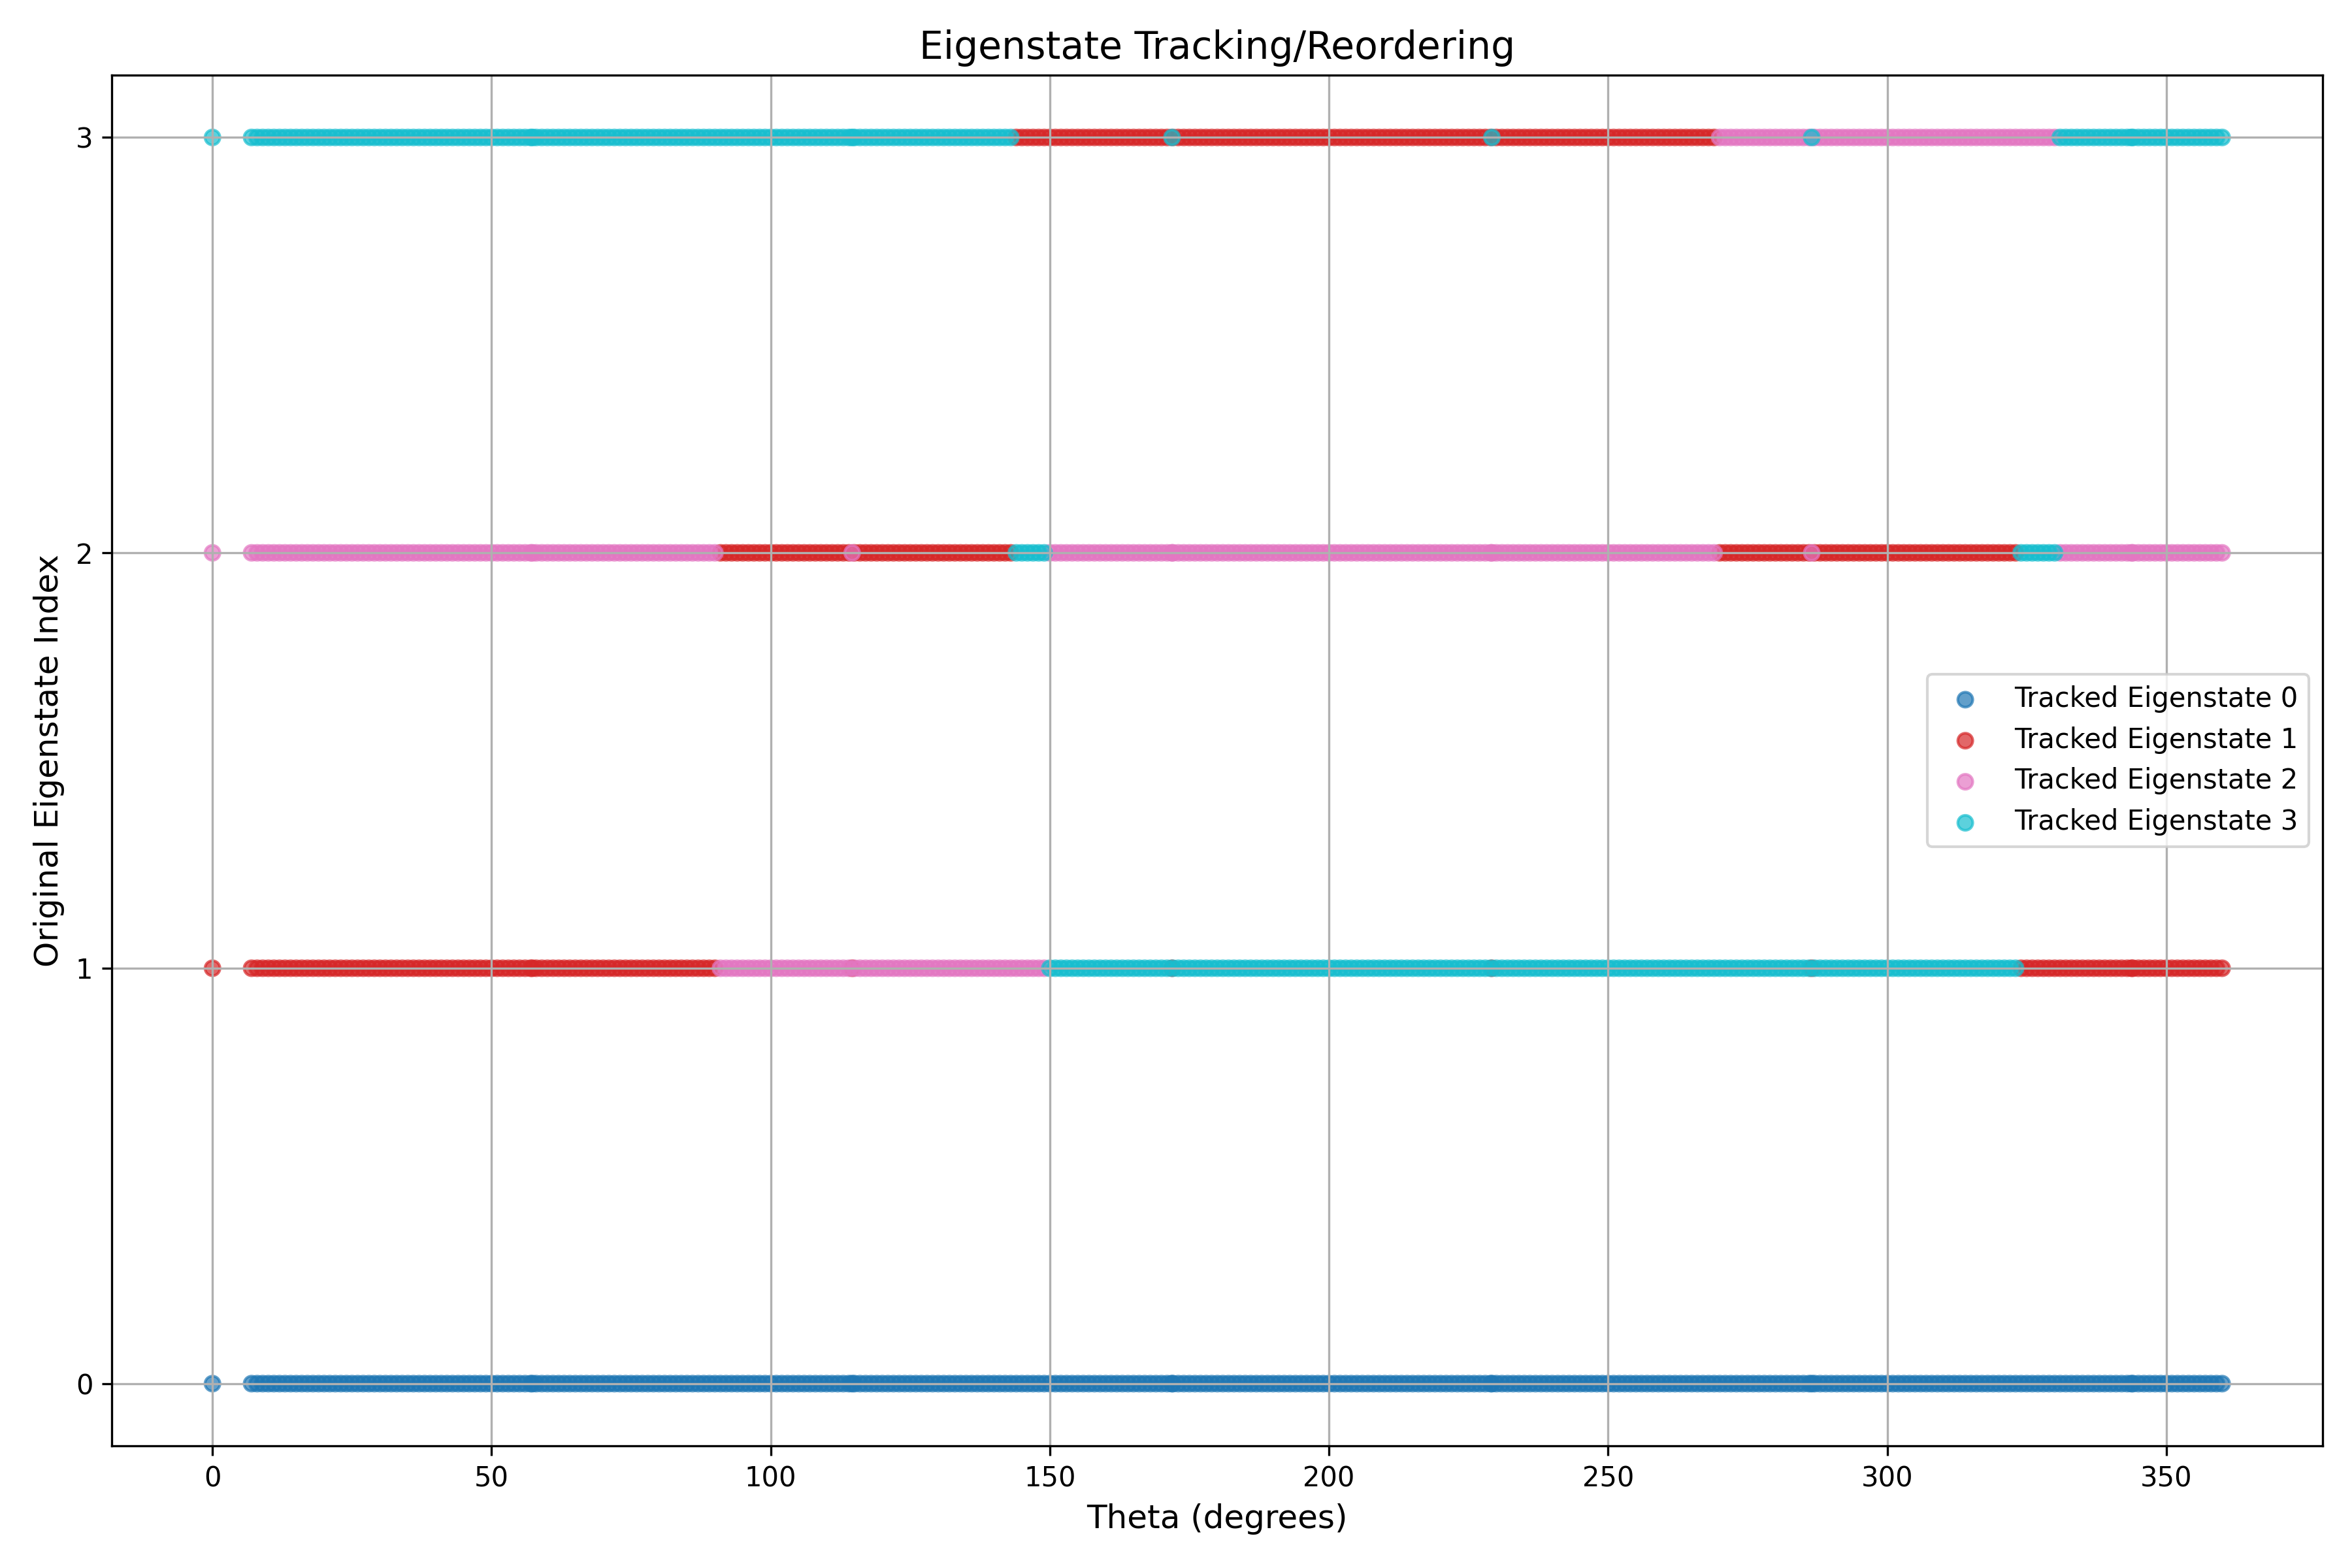 Eigenstate Tracking/Reordering
Original Eigenstate Index
3
2
1
0
Tracked Eigenstate 0
Tracked Eigenstate 1
Tracked Eigenstate 2
Tracked Eigenstate 3
0 50 100 150 200 250 300 350
Theta (degrees)